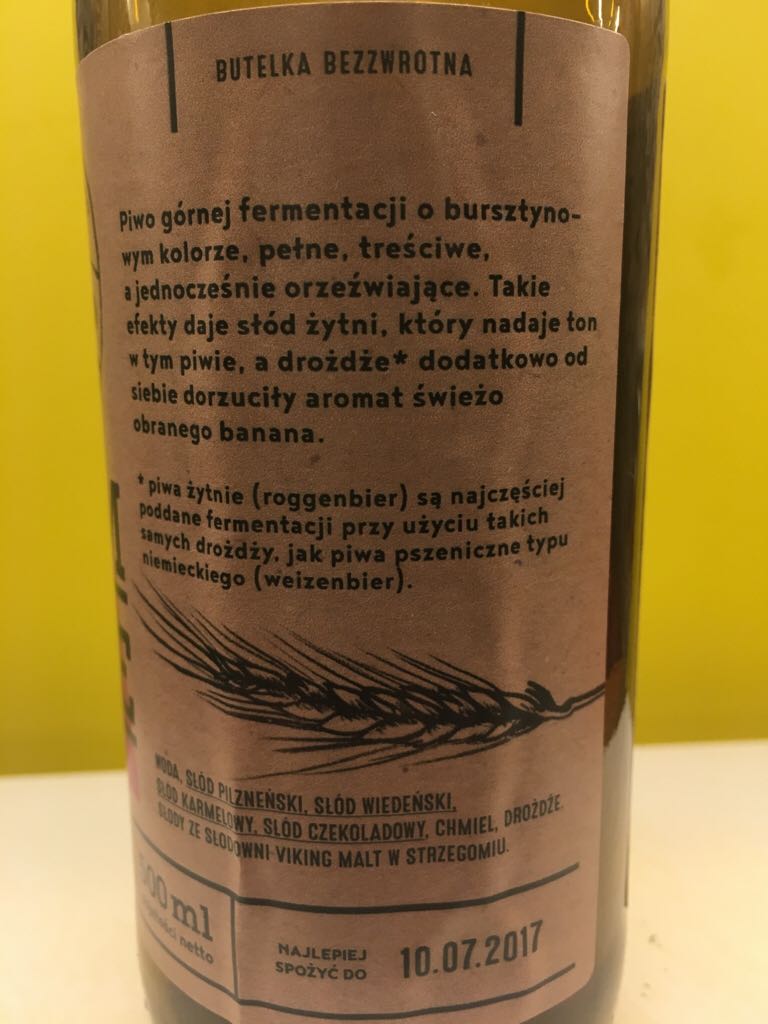 BUTELKA BEZZWROTNA
Piwo górnej fermentacji o bursztyno-
wym kolorze, pełne, treściwe,
a jednocześnie orzeźwiające. Takie
efekty daje słód żytni, który nadaje ton
w tym piwie, a drożdże* dodatkowo od
siebie dorzuciły aromat świeżo
obranego banana.
* piwa żytnie (roggenbier) są najczęściej
poddane fermentacji przy użyciu takich
samych drożdży, jak piwa pszeniczne typu
niemieckiego (weizenbier).
WODA, SŁÓD PILZNEŃSKI, SŁÓD WIEDEŃSKI,
SŁÓD KARMELOWY, SŁÓD CZEKOLADOWY, CHMIEL, DROŻDŻE.
SŁODY ZE SŁODOWNI VIKING MALT W STRZEGOMIU.
500 ml
netto
NAJLEPIEJ
SPOŻYĆ DO
10.07.2017